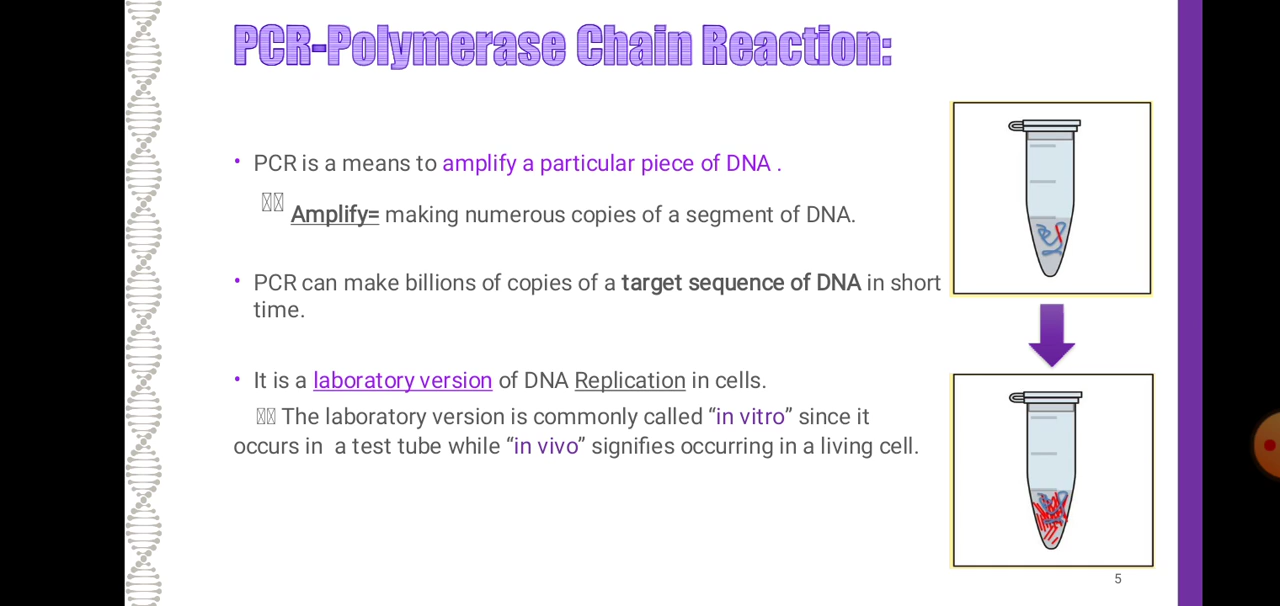 PCR-Polymerase Chain Reaction:
• PCR is a means to amplify a particular piece of DNA .
Amplify= making numerous copies of a segment of DNA.
• PCR can make billions of copies of a target sequence of DNA in short
time.
• It is a laboratory version of DNA Replication in cells.
The laboratory version is commonly called “in vitro” since it
occurs in a test tube while “in vivo” signifies occurring in a living cell.
5